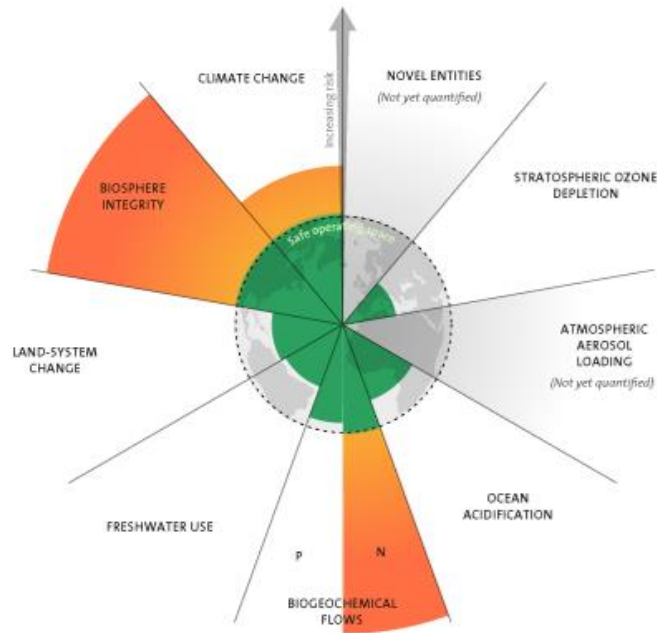 CLIMATE CHANGE
Increasing risk
NOVEL ENTITIES
(Not yet quantified)
STRATOSPHERIC OZONE
DEPLETION
BIOSPHERE
INTEGRITY
Safe operating space
LAND-SYSTEM
CHANGE
ATMOSPHERIC
AEROSOL
LOADING
(Not yet quantified)
FRESHWATER USE
P
N
OCEAN
ACIDIFICATION
BIOGEOCHEMICAL
FLOWS